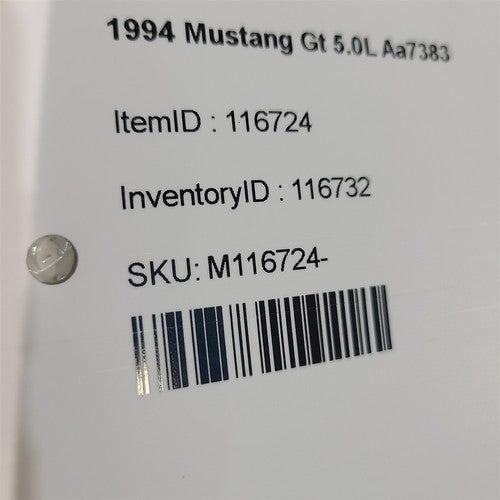 1994 Mustang Gt 5.0L Aa7383
ItemID : 116724
InventoryID : 116732
SKU: M116724-